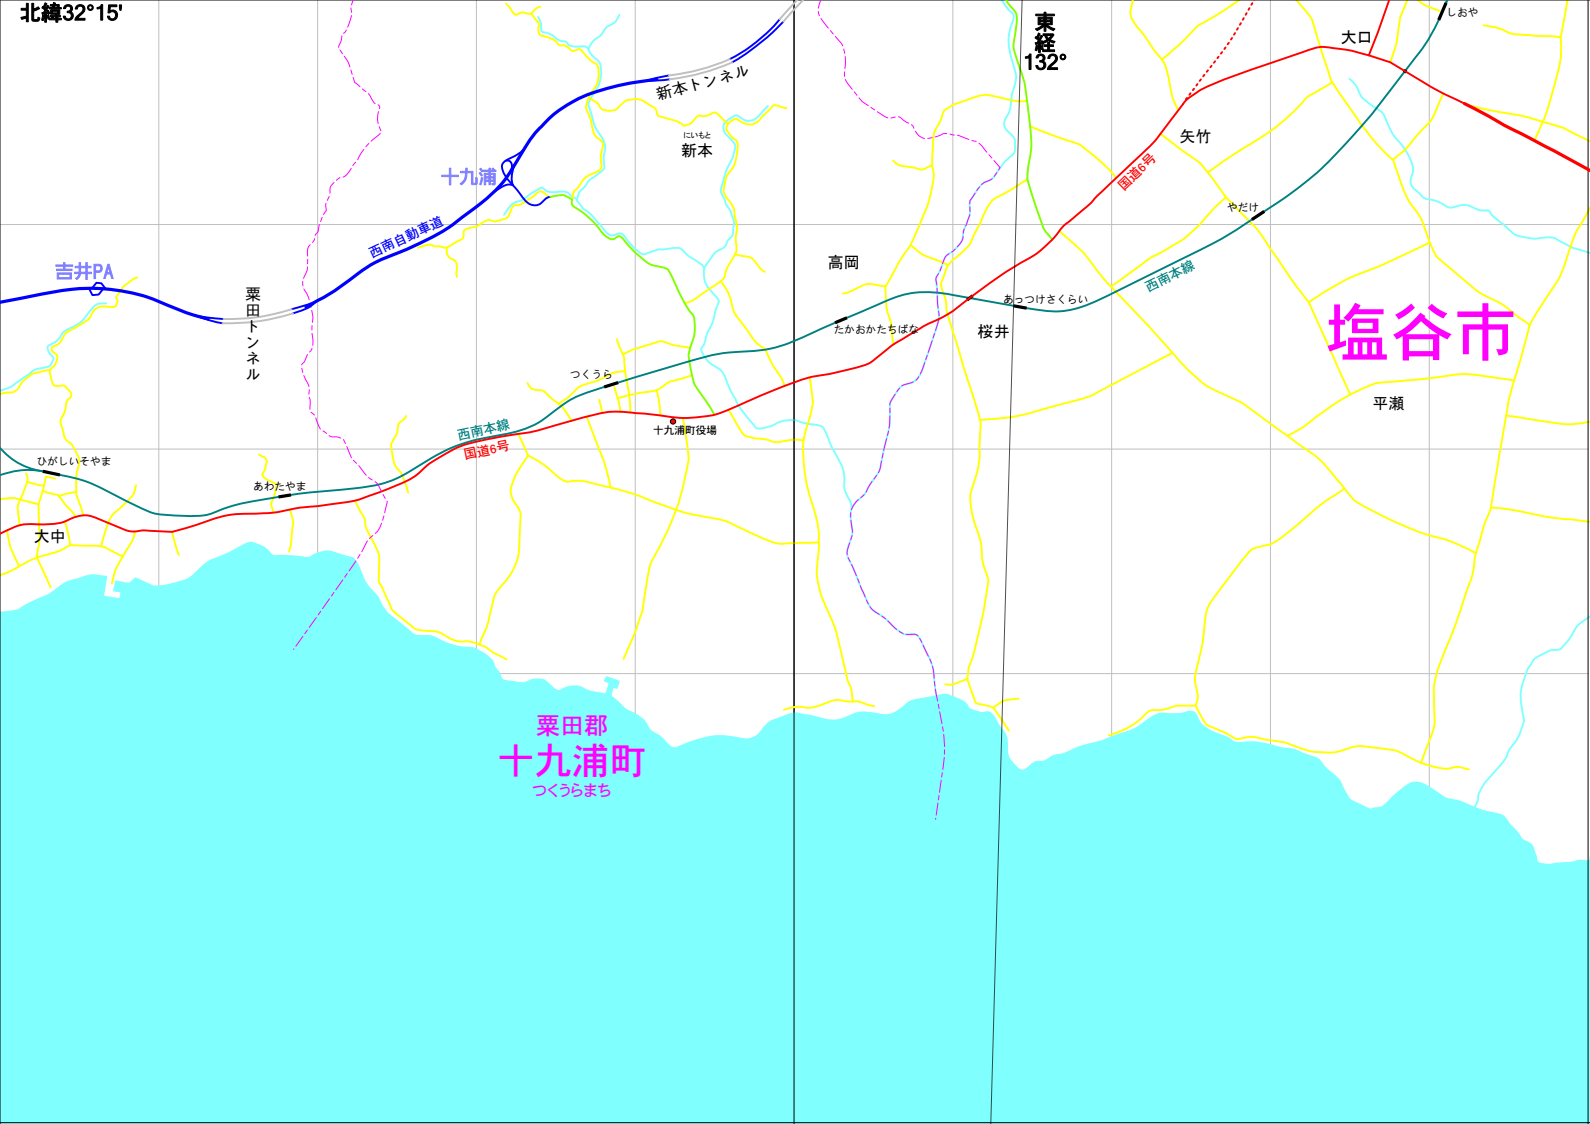 北緯32°15'
東経
132°
しおや
大口
新本トンネル
にいもと
新本
矢竹
十九浦
国道6号
やだけ
西南自動車道
高岡
吉井PA
西南本線
粟田トンネル
あっつけさくらい
たかおかたちばな
桜井
塩谷市
つくうら
平瀬
十九浦町役場
西南本線
国道6号
ひがしいそやま
あわたやま
大中
粟田郡
十九浦町
つくうらまち